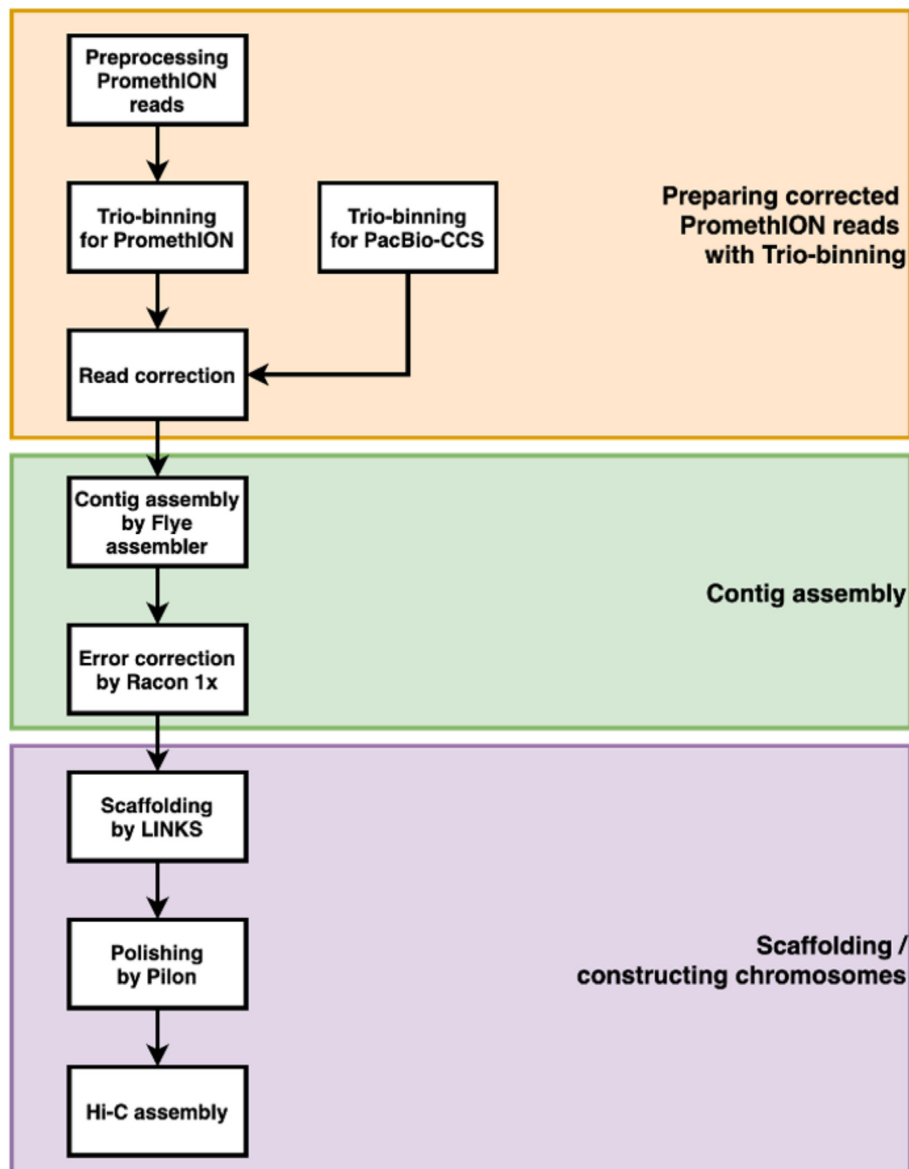 Preprocessing
PromethION
reads
Trio-binning
for PromethION
Trio-binning
for PacBio-CCS
Preparing corrected
PromethION reads
with Trio-binning
Read correction
Contig assembly
by Flye
assembler
Contig assembly
Error correction
by Racon 1x
Scaffolding
by LINKS
Polishing
by Pilon
Scaffolding /
constructing chromosomes
Hi-C assembly